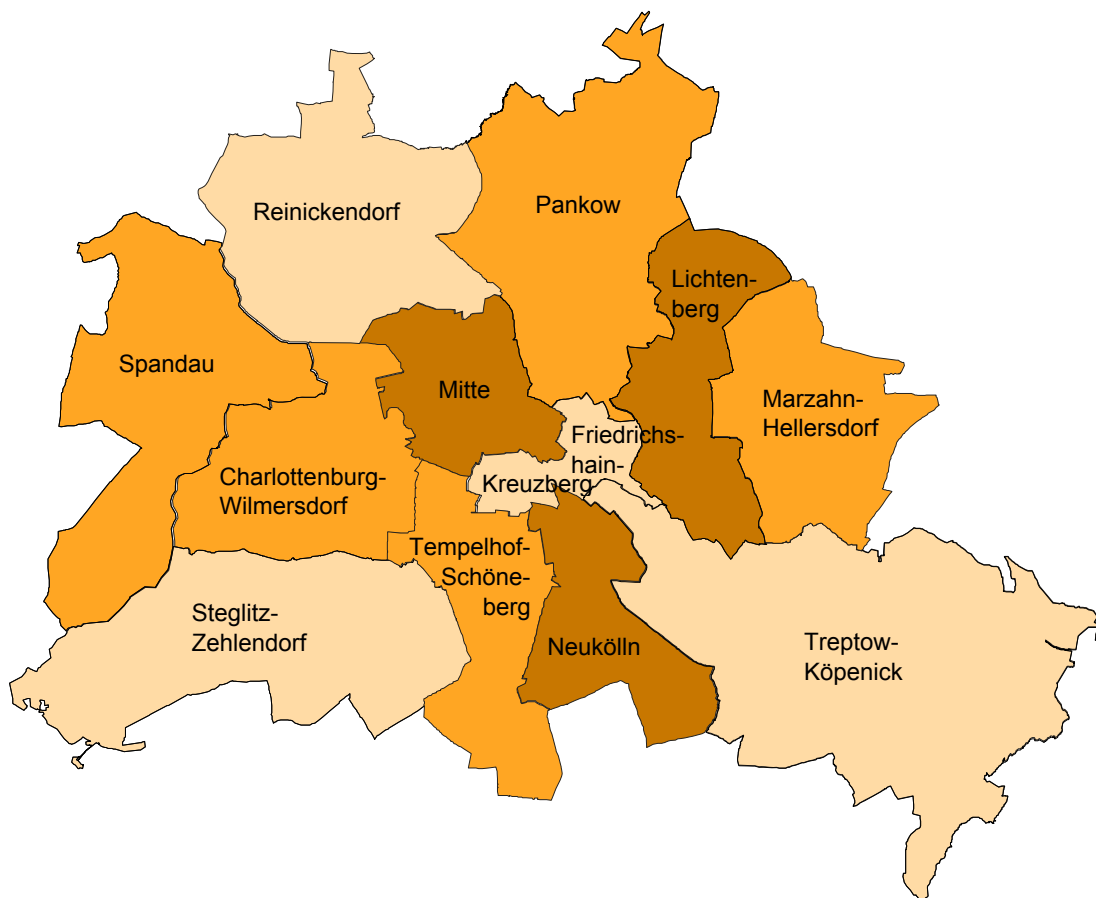 Reinickendorf
Pankow
Lichten-
berg
Spandau
Mitte
Marzahn-
Hellersdorf
Friedrichs-
hain-
Kreuzberg
Charlottenburg-
Wilmersdorf
Tempelhof-
Schöne-
berg
Steglitz-
Zehlendorf
Neukölln
Treptow-
Köpenick